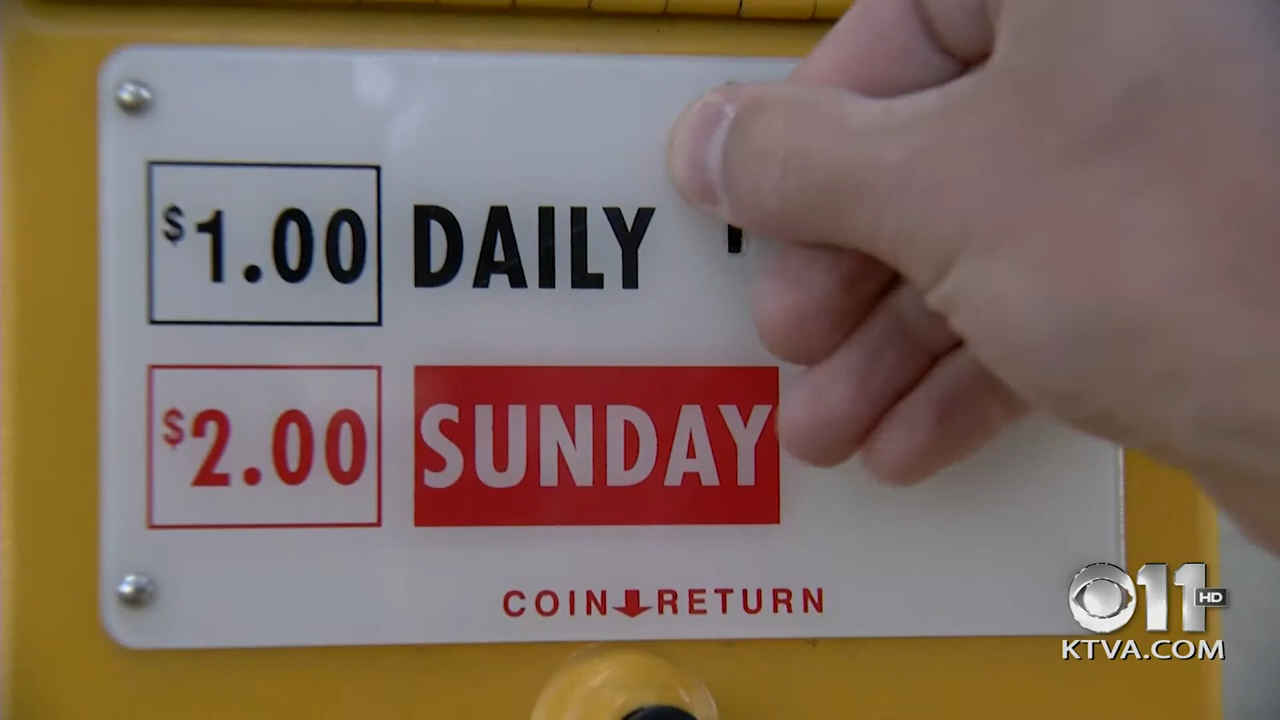 $1.00 DAILY
$2.00 SUNDAY
COIN RETURN
11 HD
KTVA.COM